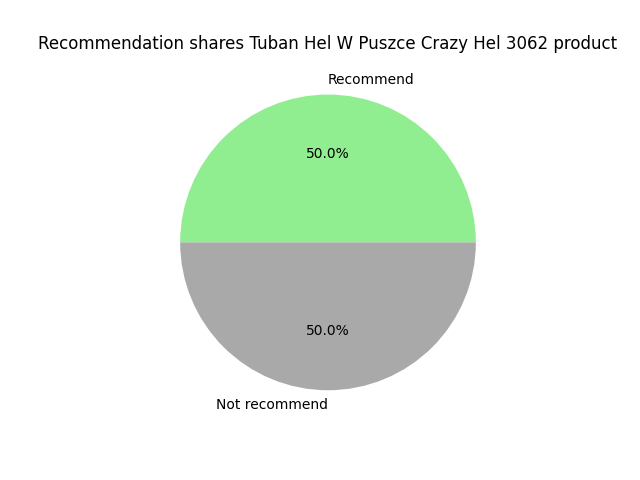 Recommendation shares Tuban Hel W Puszce Crazy Hel 3062 product
Recommend
50.0%
50.0%
Not recommend